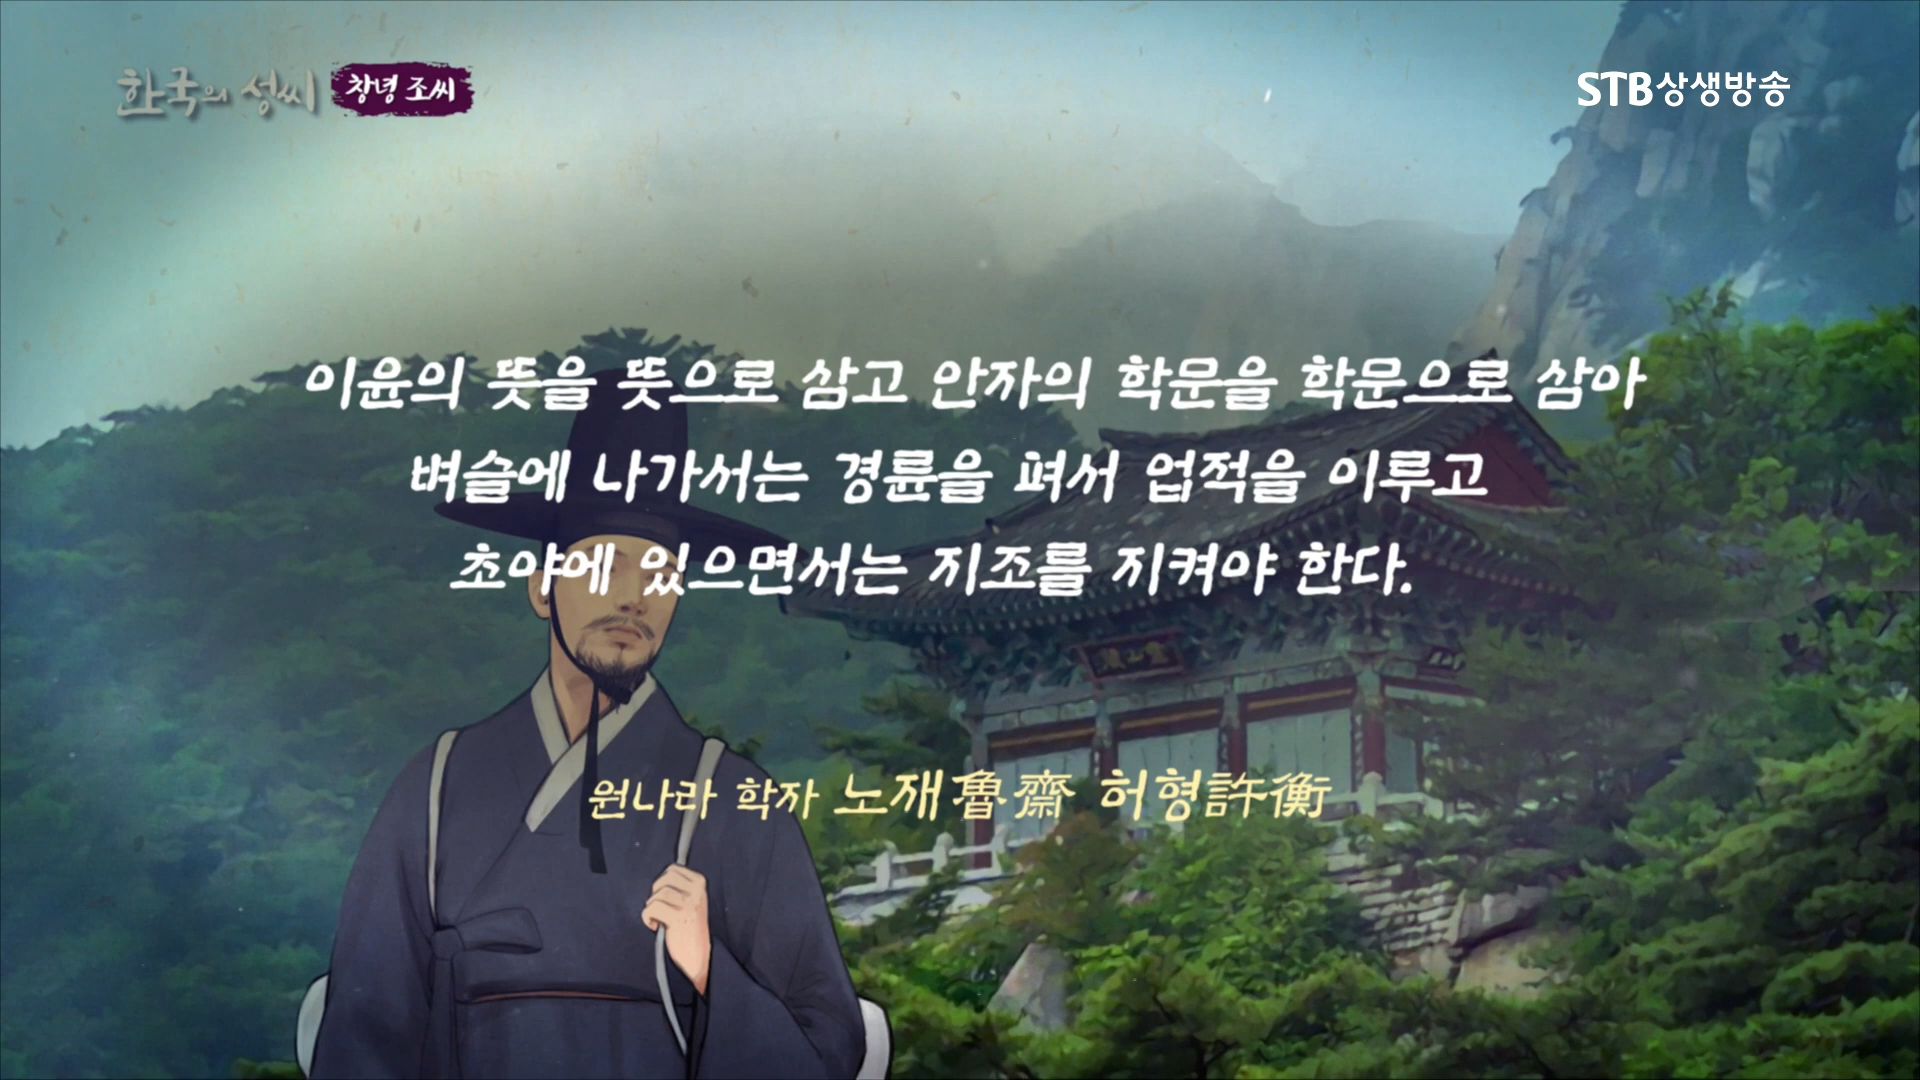 한국의 성씨 창녕 조씨
STB상생방송
이윤의 뜻을 뜻으로 삼고 안자의 학문을 학문으로 삼아
벼슬에 나가서는 경륜을 펴서 업적을 이루고
초야에 있으면서는 지조를 지켜야 한다.
원나라 학자 노재魯齋 허형許衡